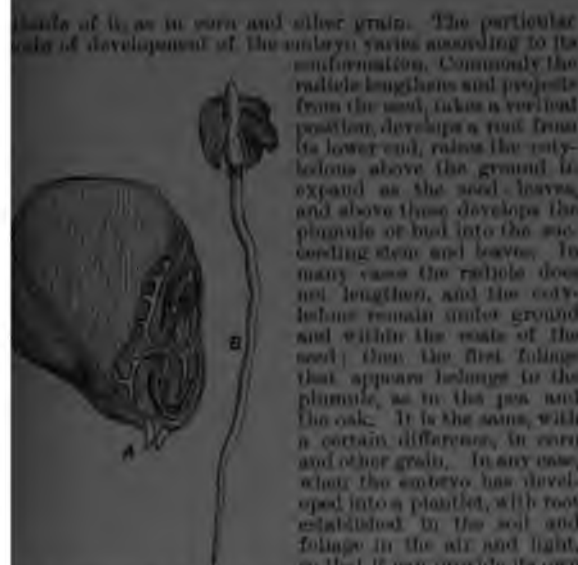 of it, as in corn and other grain. The particular
of development of the embryo varies according to its
conformation. Commonly the
radicle lengthens and projects
from the seed, takes a vertical
position, develops a root from
its lower end, raises the coty-
ledons above the ground to
expand as the seed leaves,
and above these develops the
plumule or bud into the suc-
ceeding stem and leaves. In
many cases the radicle does
not lengthen, and the coty-
ledons remain under ground
and within the coats of the
seed; then the first foliage
that appears belongs to the
plumule, as in the pea and
the oak. It is the same, with
a certain difference, in corn
and other grain. In any case,
when the embryo has devel-
oped into a plantlet, with root
established in the soil and
foliage in the air and light,
so that it can provide its own
A
B